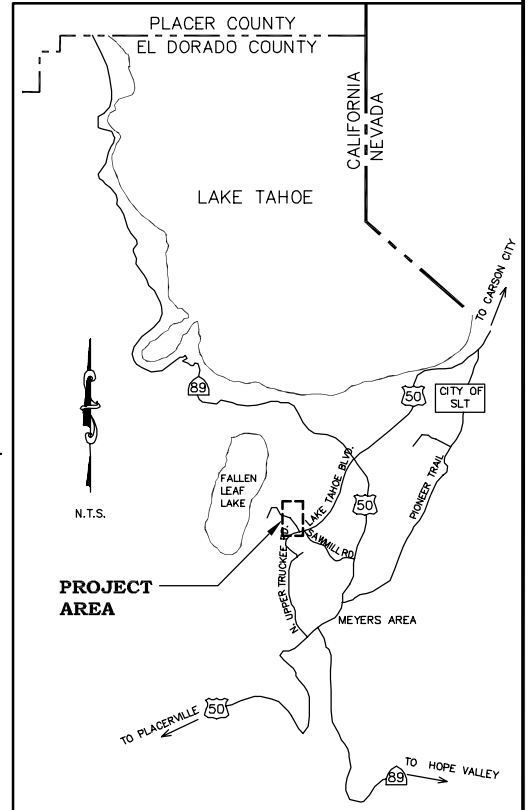 PLACER COUNTY
EL DORADO COUNTY
CALIFORNIA
NEVADA
LAKE TAHOE
TO CARSON CITY
89
50
CITY OF
SLT
FALLEN
LEAF
LAKE
LAKE TAHOE BLVD.
50
PIONEER TRAIL
N.T.S.
SAWMILL RD.
N. UPPER TRUCKEE RD.
PROJECT
AREA
MEYERS AREA
TO PLACERVILLE
50
TO HOPE VALLEY
89